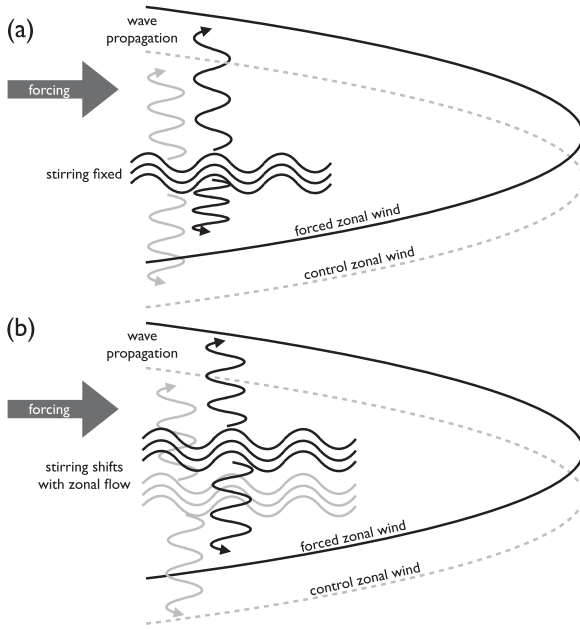 (a)
wave
propagation
forcing
stirring fixed
forced zonal wind
control zonal wind
(b)
wave
propagation
forcing
stirring shifts
with zonal flow
forced zonal wind
control zonal wind